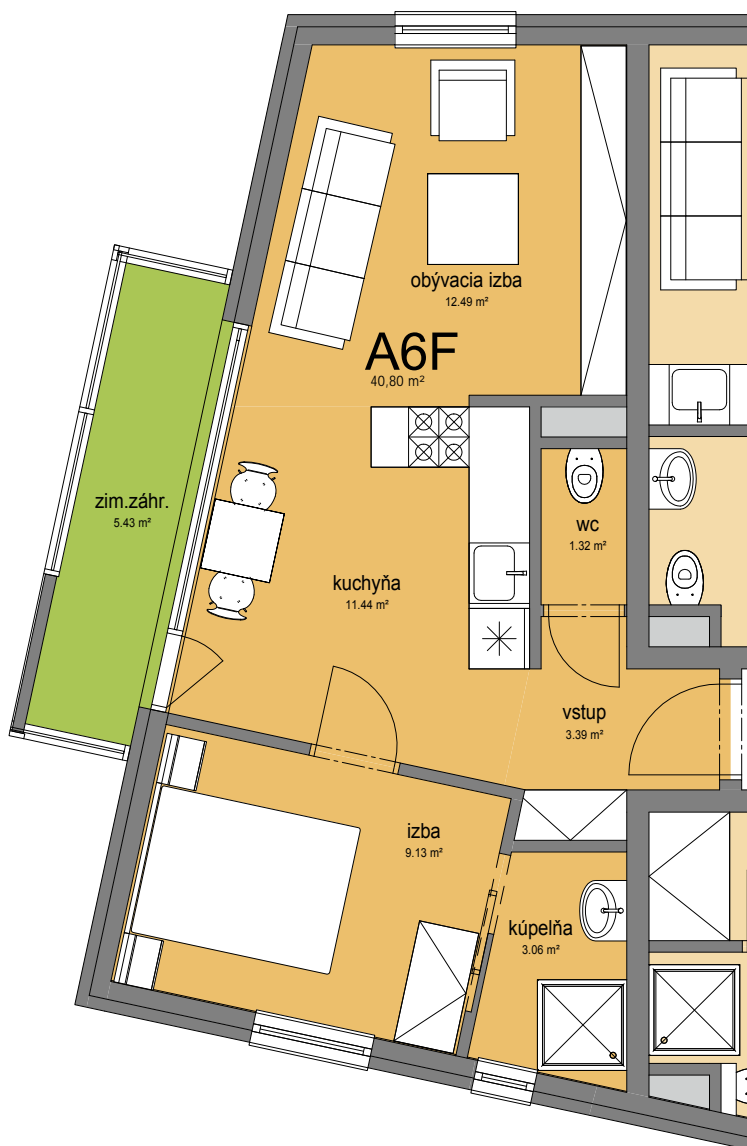 obývacia izba
12.49 m²
A6F
40,80 m²
zim.záhr.
5.43 m²
wc
1.32 m²
kuchyňa
11.44 m²
vstup
3.39 m²
izba
9.13 m²
kúpelňa
3.06 m²